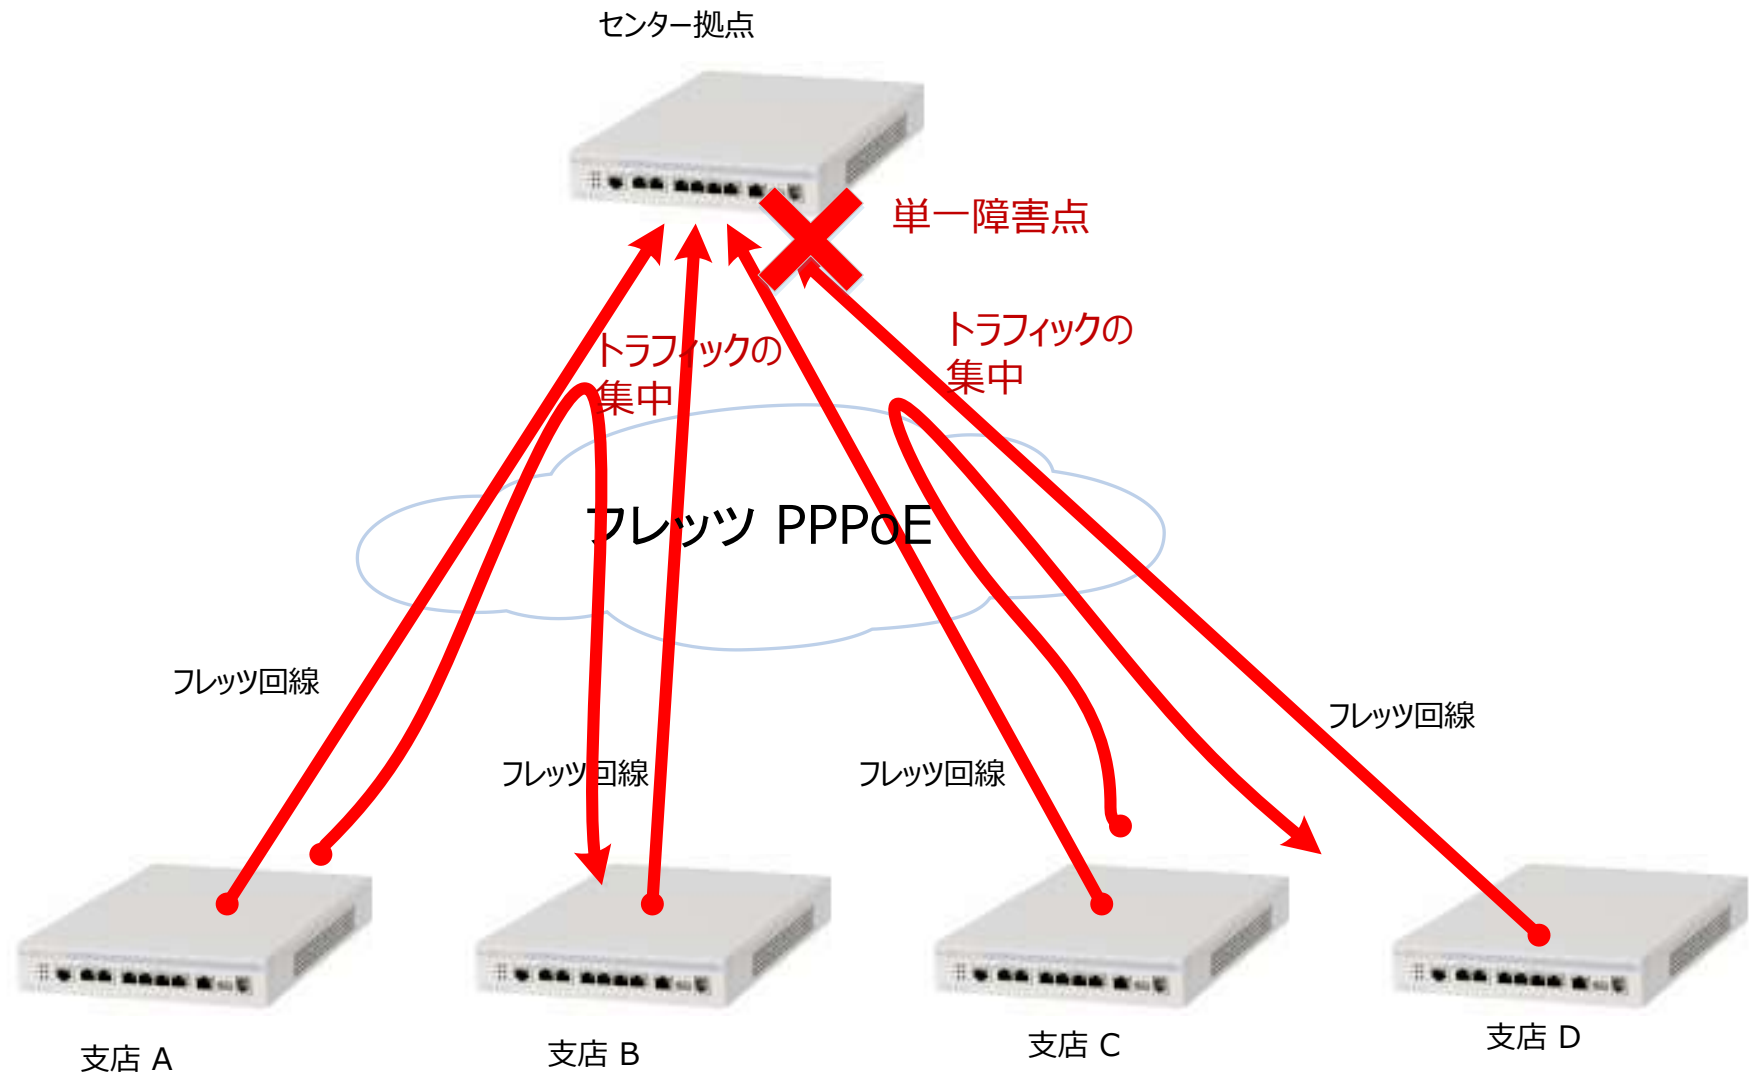 センター拠点
単一障害点
トラフィックの
集中
トラフィックの
集中
フレッツ PPPoE
フレッツ回線
フレッツ回線
フレッツ回線
フレッツ回線
支店 A
支店 B
支店 C
支店 D